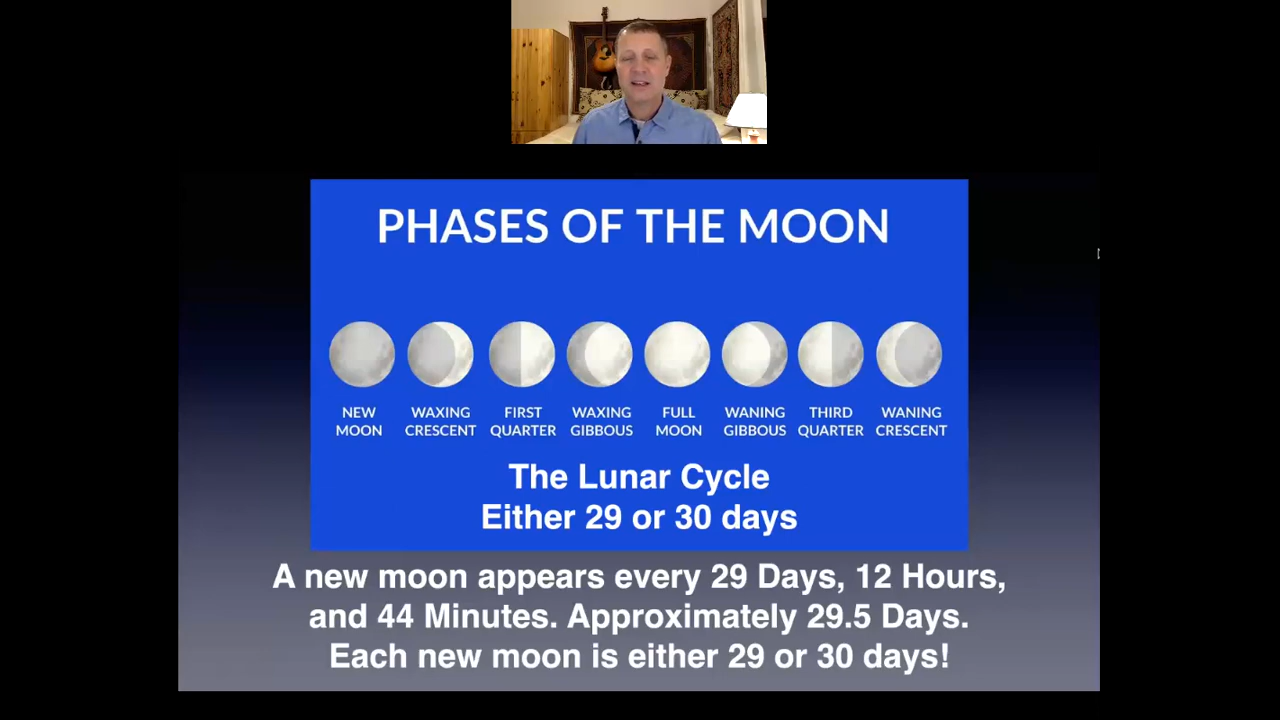 PHASES OF THE MOON
NEW MOON
WAXING CRESCENT
FIRST QUARTER
WAXING GIBBOUS
FULL MOON
WANING GIBBOUS
THIRD QUARTER
WANING CRESCENT
The Lunar Cycle
Either 29 or 30 days
A new moon appears every 29 Days, 12 Hours,
and 44 Minutes. Approximately 29.5 Days.
Each new moon is either 29 or 30 days!